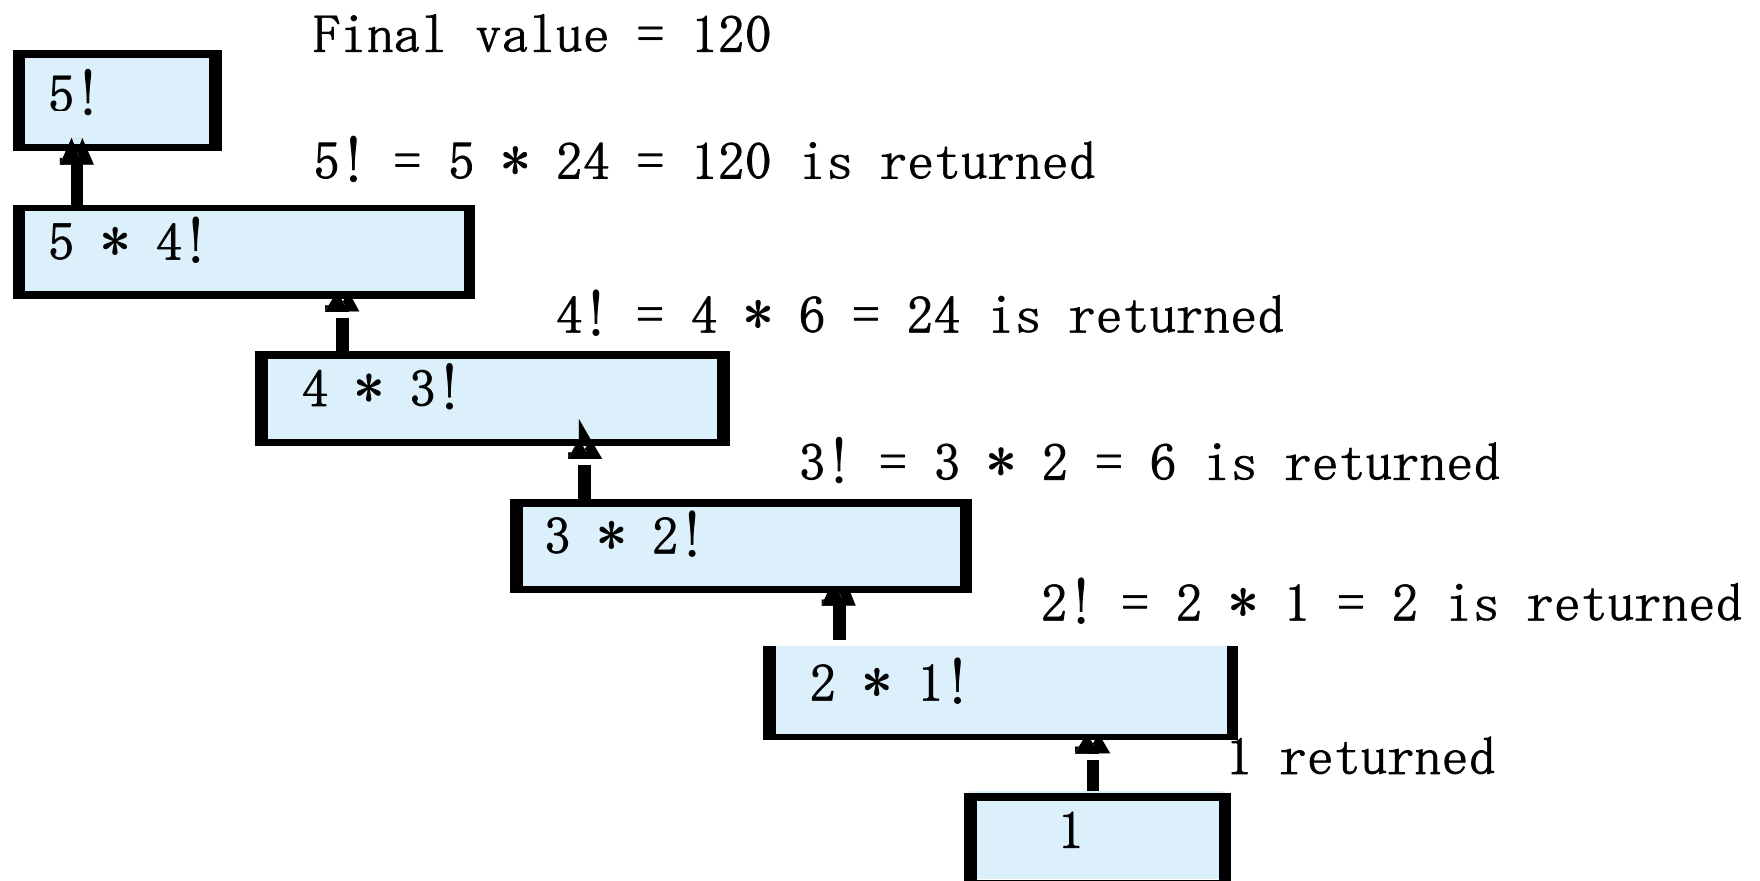 Final value = 120
5!
5! = 5 * 24 = 120 is returned
5 * 4!
4! = 4 * 6 = 24 is returned
4 * 3!
3! = 3 * 2 = 6 is returned
3 * 2!
2! = 2 * 1 = 2 is returned
2 * 1!
1 returned
1